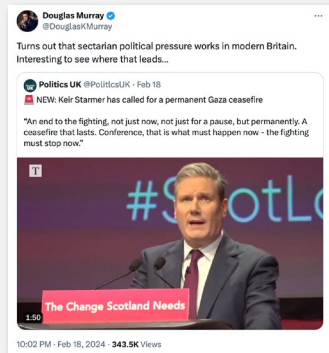 Douglas Murray
@DouglasKMurray
Turns out that sectarian political pressure works in modern Britain.
Interesting to see where that leads...
Politics UK @PolitlcsUK · Feb 18
🚨 NEW: Keir Starmer has called for a permanent Gaza ceasefire
"An end to the fighting, not just now, not just for a pause, but permanently. A
ceasefire that lasts. Conference, that is what must happen now - the fighting
must stop now."
T
#ScotL
The Change Scotland Needs
1:50
10:02 PM · Feb 18, 2024 · 343.5K Views